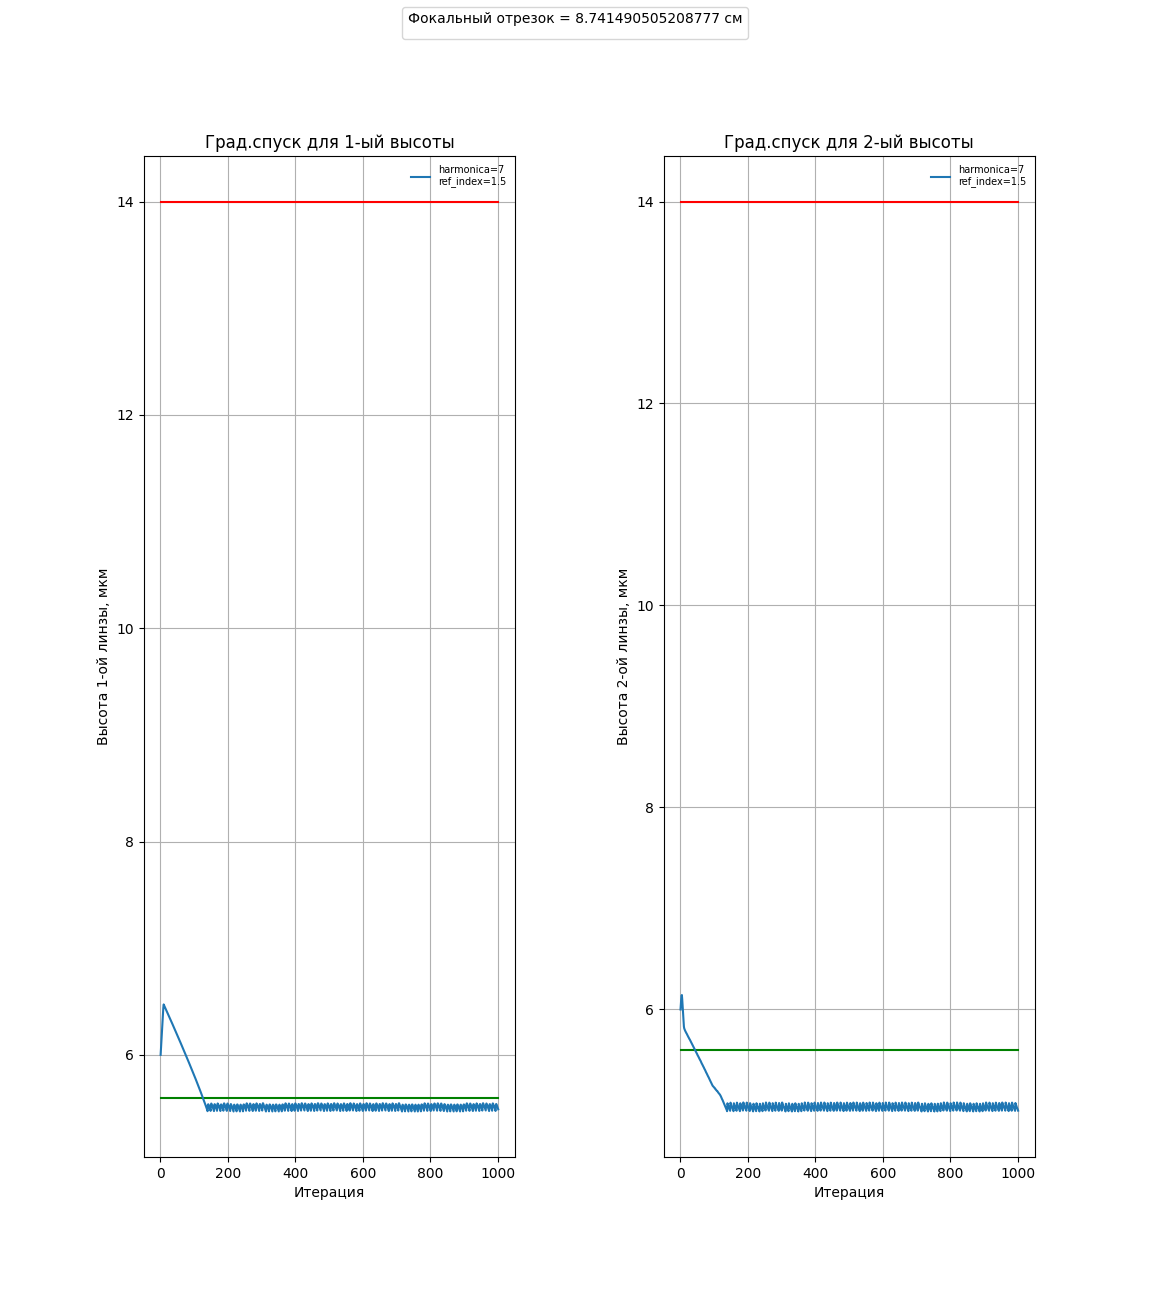 Фокальный отрезок = 8.741490505208777 см
Град.спуск для 1-ый высоты
harmonica=7
ref_index=1.5
14
12
10
8
6
Высота 1-ой линзы, мкм
0 200 400 600 800 1000
Итерация
Град.спуск для 2-ый высоты
harmonica=7
ref_index=1.5
14
12
10
8
6
Высота 2-ой линзы, мкм
0 200 400 600 800 1000
Итерация